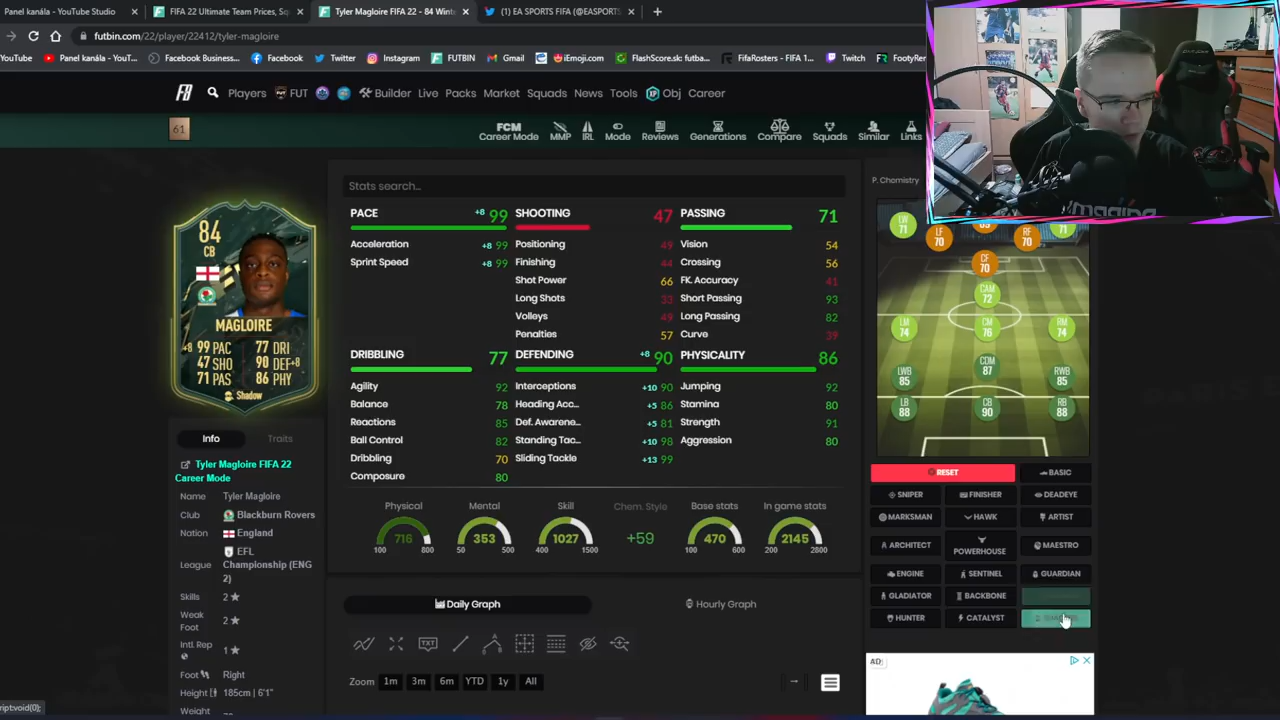 Panel kanála - YouTube Studio × FIFA 22 Ultimate Team Prices, Sq × Tyler Magloire FIFA 22 - 84 Winte × (1) EA SPORTS FIFA (@EASPORTS × +
futbin.com/22/player/22412/tyler-magloire
YouTube Panel kanála - YouT... Facebook Business... Twitter Instagram FUTBIN Gmail iEmoji.com FlashScore.sk: futba... FifaRosters - FIFA 1... Twitch
Players FUT Builder Live Packs Market Squads News Tools Obj Career
61
FCM
Career Mode MMP IRL Mode Reviews Generations Compare Squads Similar Links
Stats search...
P. Chemistry
PACE +8 99
Acceleration +8 99
Sprint Speed +8 99
SHOOTING 47
Positioning 49
Finishing 44
Shot Power 66
Long Shots 33
Volleys 49
Penalties 57
PASSING 71
Vision 54
Crossing 56
FK. Accuracy 41
Short Passing 93
Long Passing 82
Curve 39
DRIBBLING 77
Agility 92
Balance 78
Reactions 85
Ball Control 82
Dribbling 70
Composure 80
DEFENDING +8 90
Interceptions +10 90
Heading Acc... +5 86
Def. Awarene... +5 81
Standing Tac... +10 98
Sliding Tackle +13 99
PHYSICALITY 86
Jumping 92
Stamina 80
Strength 91
Aggression 80
84
CB
MAGLOIRE
+8 99 PAC 77 DRI
47 SHO 90 DEF+8
71 PAS 86 PHY
Shadow
Info Traits
Tyler Magloire FIFA 22
Career Mode
Name Tyler Magloire
Club Blackburn Rovers
Nation England
League EFL
Championship (ENG
2)
Skills 2
Weak
Foot 2
Intl. Rep 1
Foot Right
Height 185cm | 6'1"
Weight
Physical 716 100 800
Mental 353 50 500
Skill 1027 400 1500
Chem. Style +59
Base stats 470 100 600
In game stats 2145 200 2800
Daily Graph Hourly Graph
TXT
Zoom 1m 3m 6m YTD 1y All
→
LW
71
LF
70
RF
70
71
CF
70
CAM
72
LM
74
CM
76
RM
74
CDM
87
LWB
85
RWB
85
LB
88
CB
90
RB
88
RESET BASIC
SNIPER FINISHER DEADEYE
MARKSMAN HAWK ARTIST
ARCHITECT POWERHOUSE MAESTRO
ENGINE SENTINEL GUARDIAN
GLADIATOR BACKBONE
HUNTER CATALYST
AD
riptvoid(0);